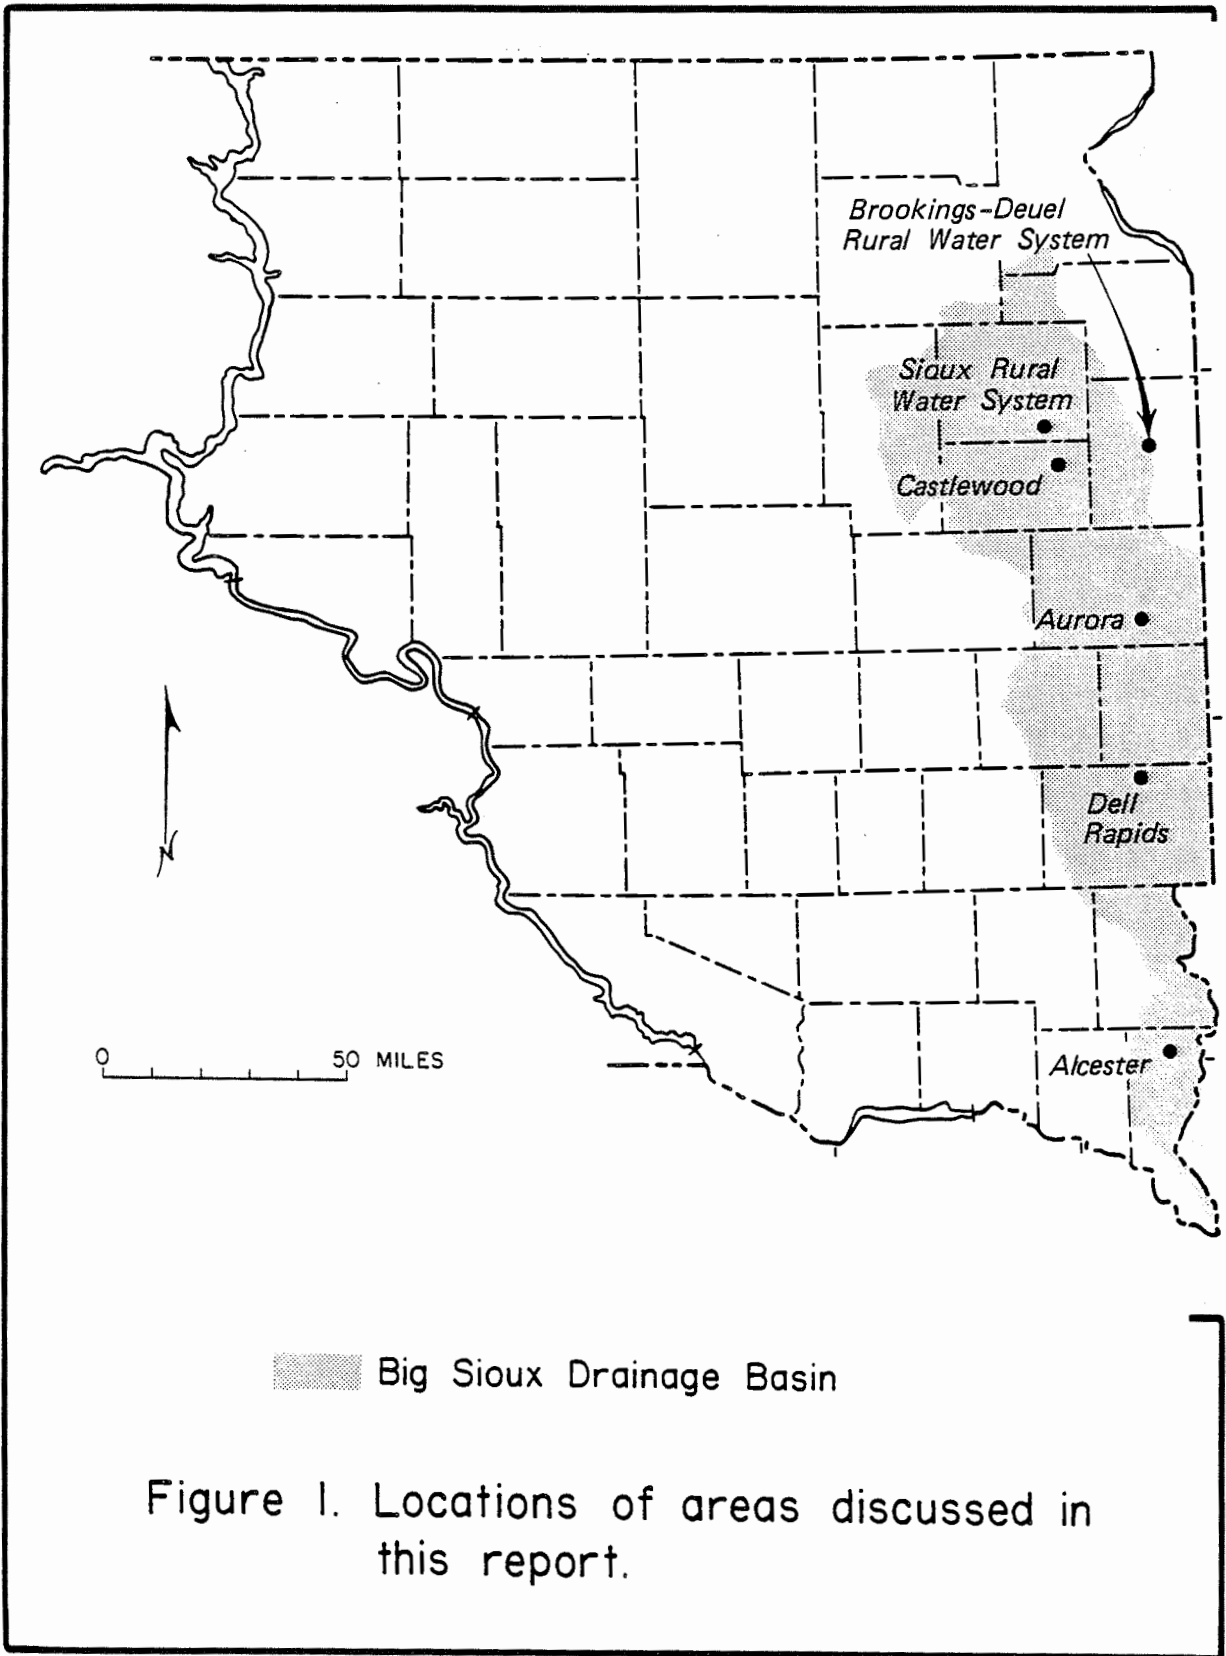 Brookings-Deuel
Rural Water System
Sioux Rural
Water System
Castlewood
Aurora
Dell
Rapids
N
0 50 MILES
Alcester
Big Sioux Drainage Basin
Figure 1. Locations of areas discussed in
this report.